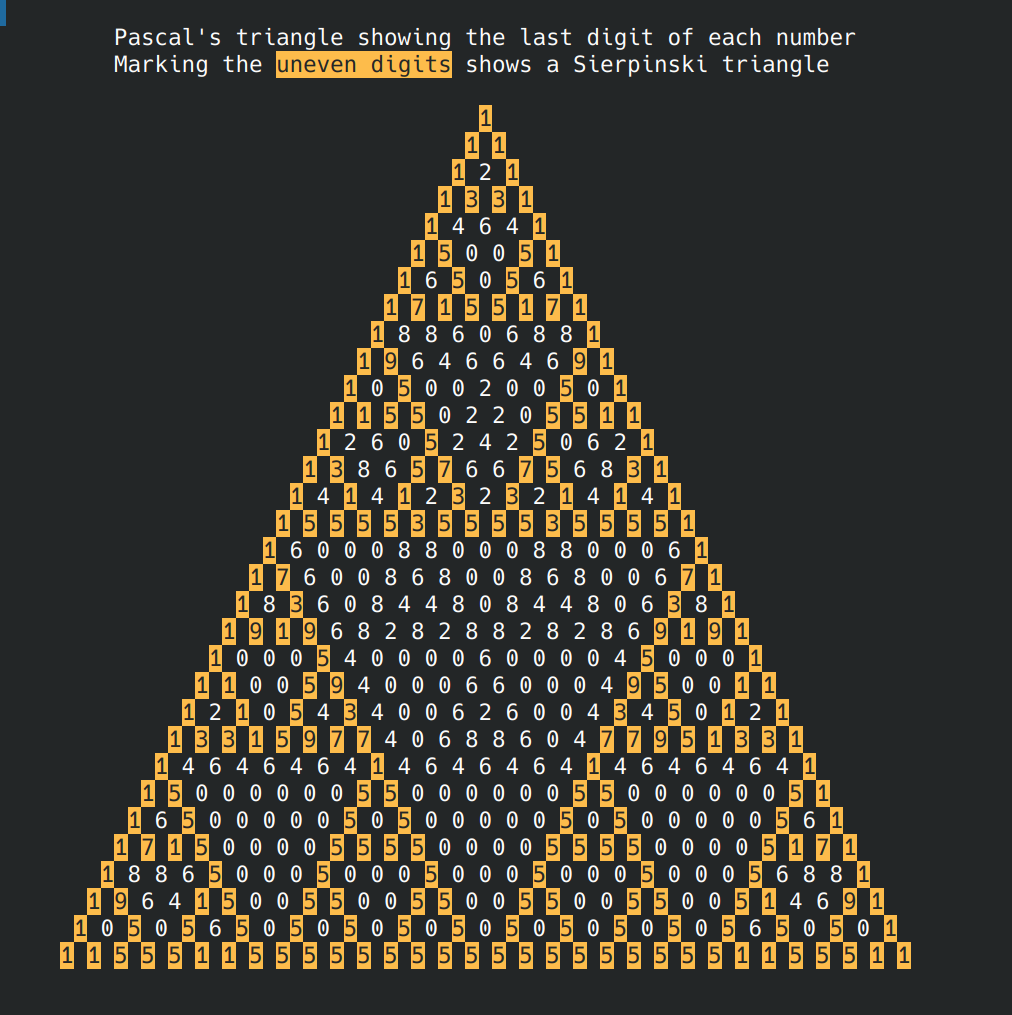 Pascal's triangle showing the last digit of each number
Marking the uneven digits shows a Sierpinski triangle
1
1 1
1 2 1
1 3 3 1
1 4 6 4 1
1 5 0 0 5 1
1 6 5 0 5 6 1
1 7 1 5 5 1 7 1
1 8 8 6 0 6 8 8 1
1 9 6 4 6 6 4 6 9 1
1 0 5 0 0 2 0 0 5 0 1
1 1 5 5 0 2 2 0 5 5 1 1
1 2 6 0 5 2 4 2 5 0 6 2 1
1 3 8 6 5 7 6 6 7 5 6 8 3 1
1 4 1 4 1 2 3 2 3 2 1 4 1 4 1
1 5 5 5 5 3 5 5 5 5 3 5 5 5 5 1
1 6 0 0 0 8 8 0 0 0 8 8 0 0 0 6 1
1 7 6 0 0 8 6 8 0 0 8 6 8 0 0 6 7 1
1 8 3 6 0 8 4 4 8 0 8 4 4 8 0 6 3 8 1
1 9 1 9 6 8 2 8 2 8 8 2 8 2 8 6 9 1 9 1
1 0 0 0 5 4 0 0 0 0 6 0 0 0 0 4 5 0 0 0 1
1 1 0 0 5 9 4 0 0 0 6 6 0 0 0 4 9 5 0 0 1 1
1 2 1 0 5 4 3 4 0 0 6 2 6 0 0 4 3 4 5 0 1 2 1
1 3 3 1 5 9 7 7 4 0 6 8 8 6 0 4 7 7 9 5 1 3 3 1
1 4 6 4 6 4 6 4 1 4 6 4 6 4 6 4 1 4 6 4 6 4 6 4 1
1 5 0 0 0 0 0 0 5 5 0 0 0 0 0 0 5 5 0 0 0 0 0 0 5 1
1 6 5 0 0 0 0 0 5 0 5 0 0 0 0 0 5 0 5 0 0 0 0 0 5 6 1
1 7 1 5 0 0 0 0 5 5 5 5 0 0 0 0 5 5 5 5 0 0 0 0 5 1 7 1
1 8 8 6 5 0 0 0 5 0 0 0 5 0 0 0 5 0 0 0 5 0 0 0 5 6 8 8 1
1 9 6 4 1 5 0 0 5 5 0 0 5 5 0 0 5 5 0 0 5 5 0 0 5 1 4 6 9 1
1 0 5 0 5 6 5 0 5 0 5 0 5 0 5 0 5 0 5 0 5 0 5 0 5 6 5 0 5 0 1
1 1 5 5 5 1 1 5 5 5 5 5 5 5 5 5 5 5 5 5 5 5 5 5 5 1 1 5 5 5 1 1